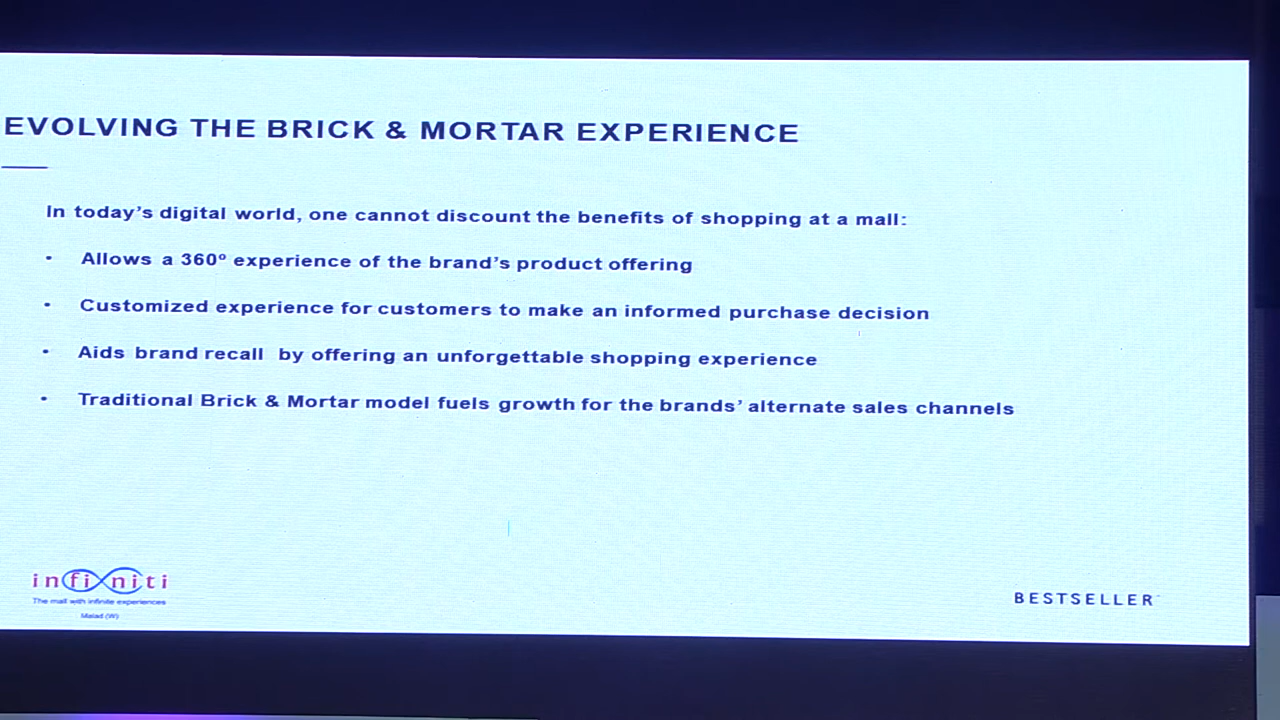 EVOLVING THE BRICK & MORTAR EXPERIENCE
In today's digital world, one cannot discount the benefits of shopping at a mall:
• Allows a 360º experience of the brand's product offering
• Customized experience for customers to make an informed purchase decision
• Aids brand recall by offering an unforgettable shopping experience
• Traditional Brick & Mortar model fuels growth for the brands' alternate sales channels
infiniti
The mall with infinite experiences
Malad (W)
BESTSELLER